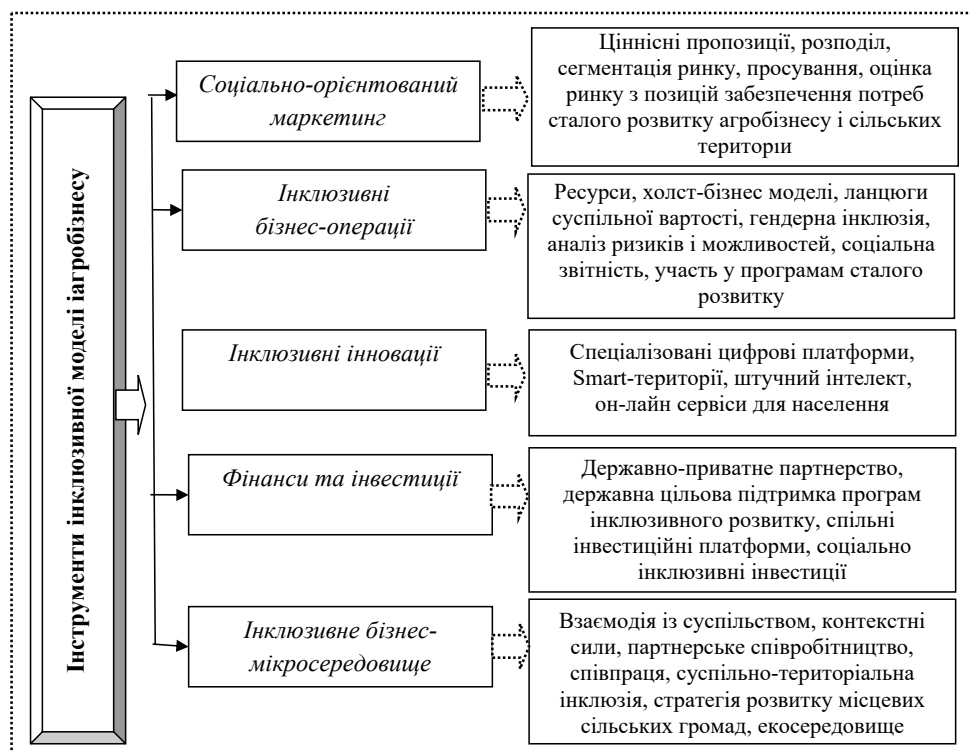 Інструменти інклюзивної моделі іагробізнесу
Соціально-орієнтований
маркетинг
Ціннісні пропозиції, розподіл,
сегментація ринку, просування, оцінка
ринку з позицій забезпечення потреб
сталого розвитку агробізнесу і сільських
територіи
Інклюзивні
бізнес-операції
Ресурси, холст-бізнес моделі, ланцюги
суспільної вартості, гендерна інклюзія,
аналіз ризиків і можливостей, соціальна
звітність, участь у програмам сталого
розвитку
Інклюзивні інновації
Спеціалізовані цифрові платформи,
Smart-території, штучний інтелект,
он-лайн сервіси для населення
Фінанси та інвестиції
Державно-приватне партнерство,
державна цільова підтримка програм
інклюзивного розвитку, спільні
інвестиційні платформи, соціально
інклюзивні інвестиції
Інклюзивне бізнес-
мікросередовище
Взаємодія із суспільством, контекстні
сили, партнерське співробітництво,
співпраця, суспільно-територіальна
інклюзія, стратегія розвитку місцевих
сільських громад, екосередовище